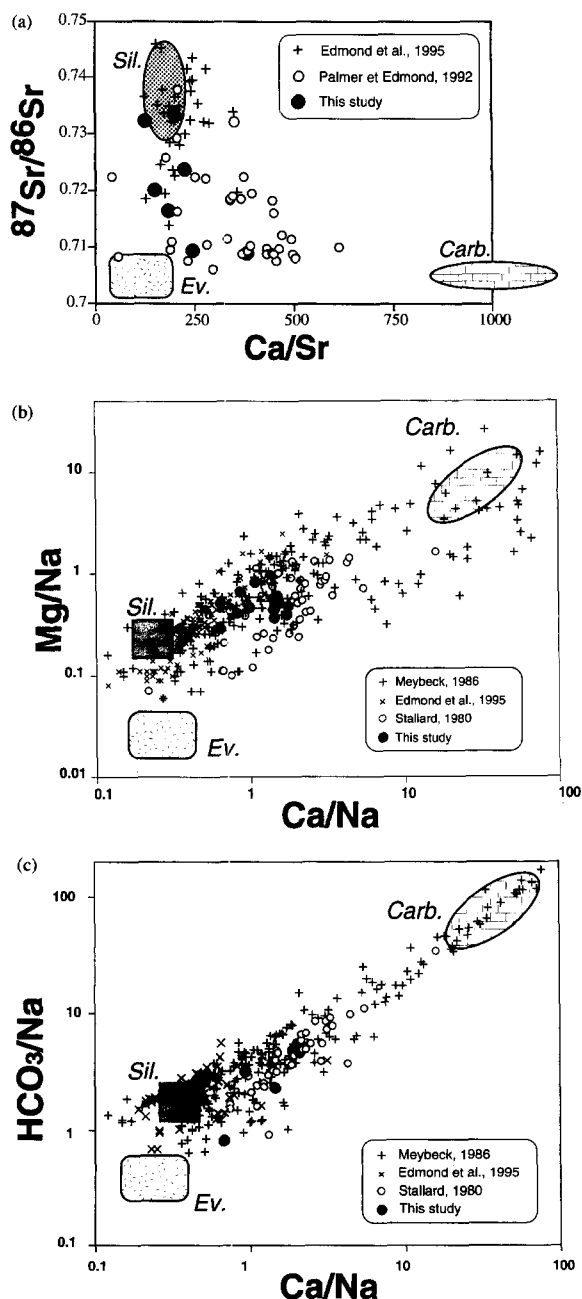 (a)
0.75
0.74
0.73
0.72
0.71
0.7
87Sr/86Sr
Sil.
Ev.
Carb.
+ Edmond et al., 1995
○ Palmer et Edmond, 1992
● This study
0 250 500 750 1000
Ca/Sr
(b)
10
1
0.1
0.01
Mg/Na
Carb.
Sil.
Ev.
+ Meybeck, 1986
× Edmond et al., 1995
○ Stallard, 1980
● This study
0.1 1 10 100
Ca/Na
(c)
100
10
1
0.1
HCO3/Na
Carb.
Sil.
Ev.
+ Meybeck, 1986
× Edmond et al., 1995
○ Stallard, 1980
● This study
0.1 1 10 100
Ca/Na